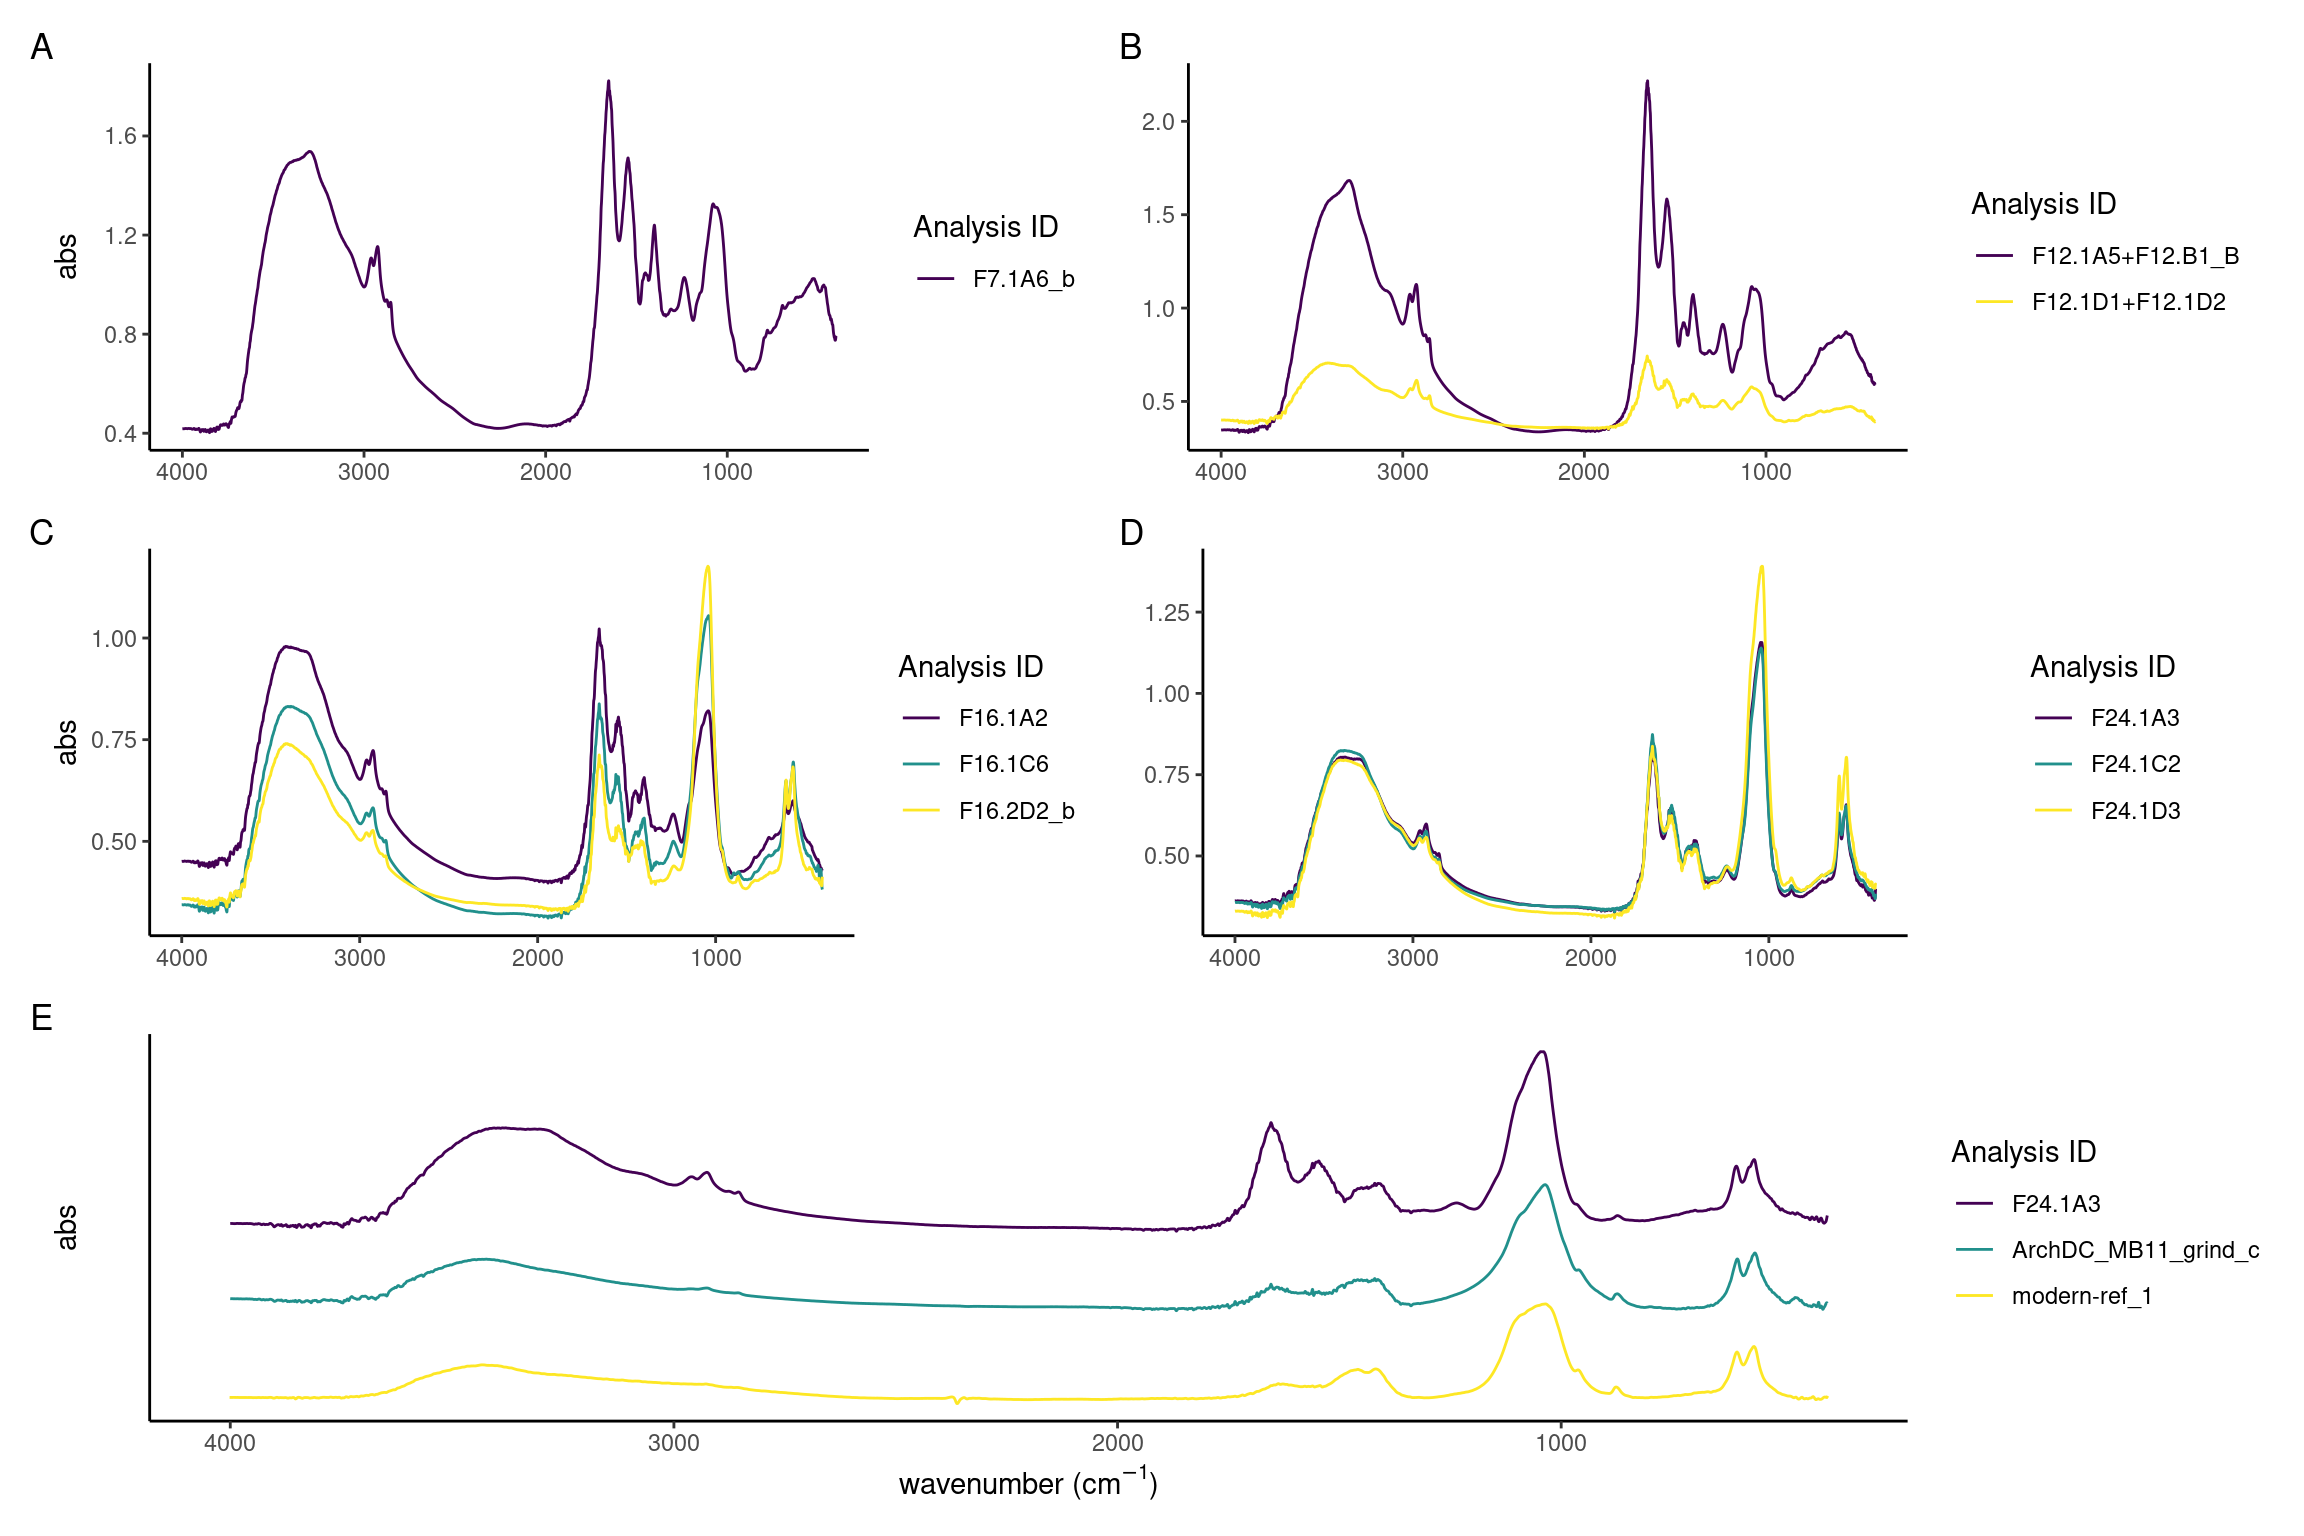 A
abs
1.6
1.2
0.8
0.4
4000 3000 2000 1000
Analysis ID
F7.1A6_b
B
2.0
1.5
1.0
0.5
4000 3000 2000 1000
Analysis ID
F12.1A5+F12.B1_B
F12.1D1+F12.1D2
C
abs
1.00
0.75
0.50
4000 3000 2000 1000
Analysis ID
F16.1A2
F16.1C6
F16.2D2_b
D
1.25
1.00
0.75
0.50
4000 3000 2000 1000
Analysis ID
F24.1A3
F24.1C2
F24.1D3
E
abs
4000 3000 2000 1000
wavenumber (cm⁻¹)
Analysis ID
F24.1A3
ArchDC_MB11_grind_c
modern-ref_1